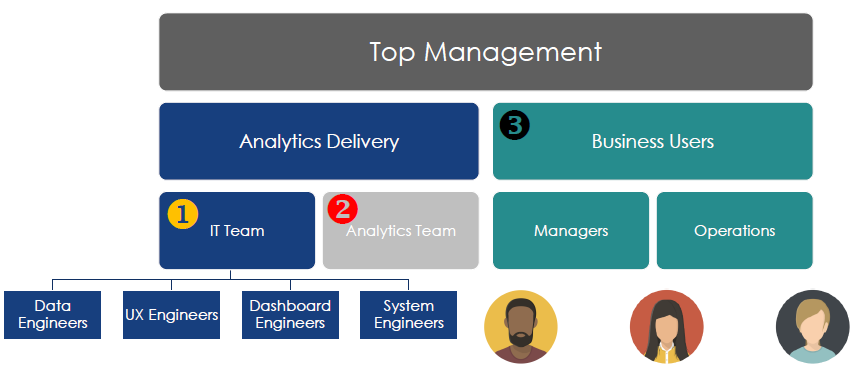 Top Management
Analytics Delivery
3
Business Users
1
IT Team
2
Analytics Team
Managers
Operations
Data
Engineers
UX Engineers
Dashboard
Engineers
System
Engineers